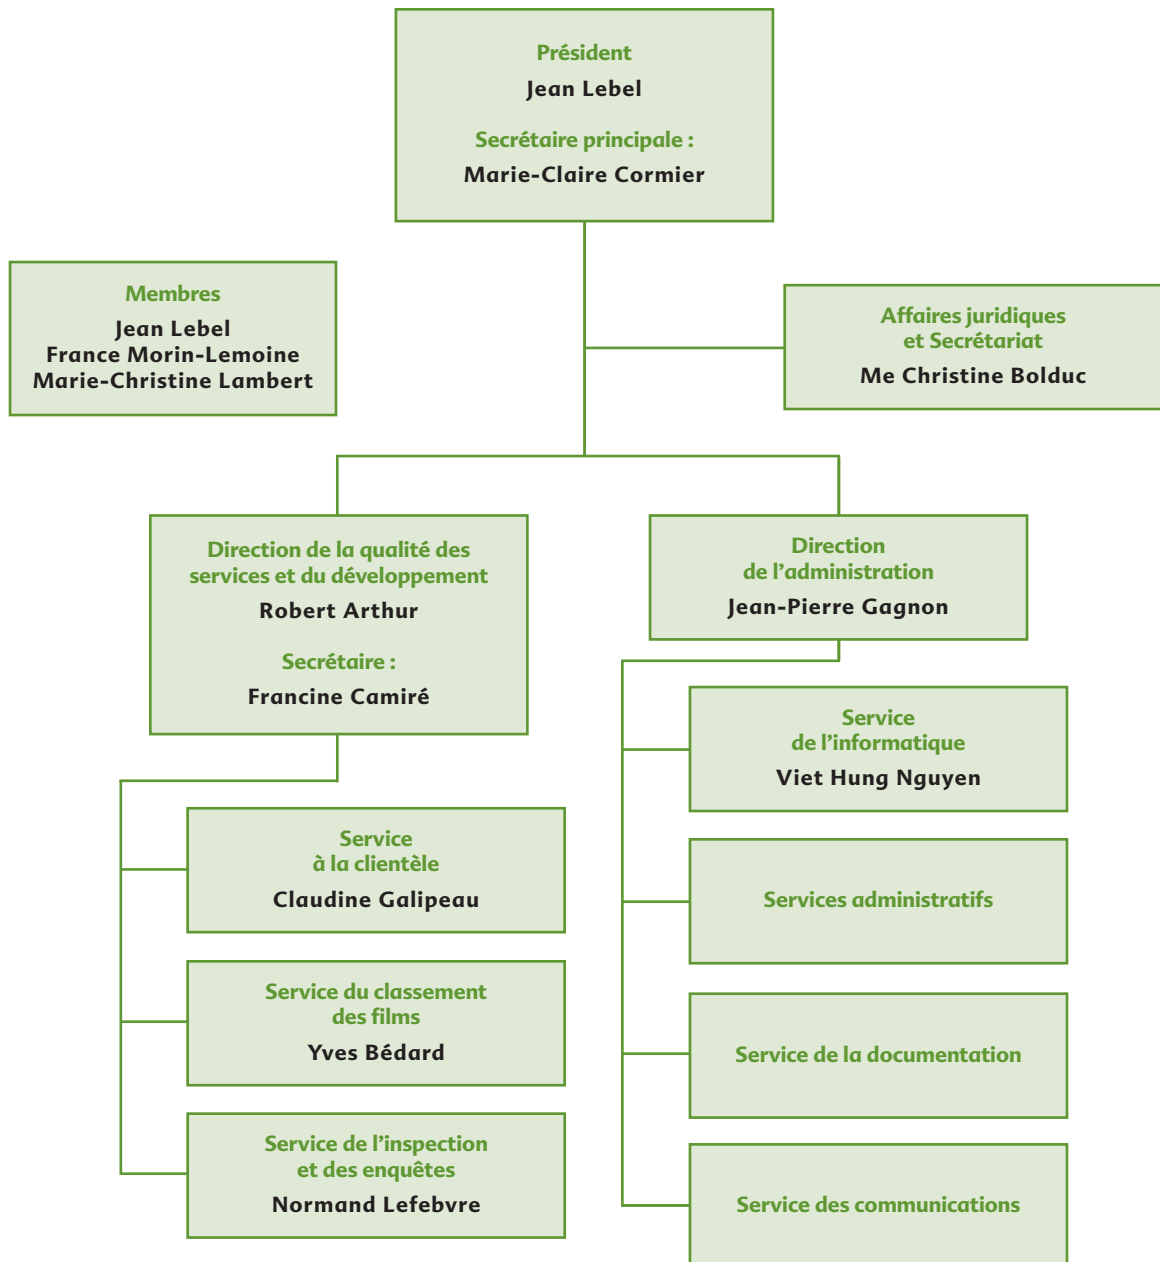 Président
Jean Lebel
Secrétaire principale :
Marie-Claire Cormier
Membres
Jean Lebel
France Morin-Lemoine
Marie-Christine Lambert
Affaires juridiques
et Secrétariat
Me Christine Bolduc
Direction de la qualité des
services et du développement
Robert Arthur
Secrétaire :
Francine Camiré
Service
à la clientèle
Claudine Galipeau
Service du classement
des films
Yves Bédard
Service de l'inspection
et des enquêtes
Normand Lefebvre
Direction
de l'administration
Jean-Pierre Gagnon
Service
de l'informatique
Viet Hung Nguyen
Services administratifs
Service de la documentation
Service des communications